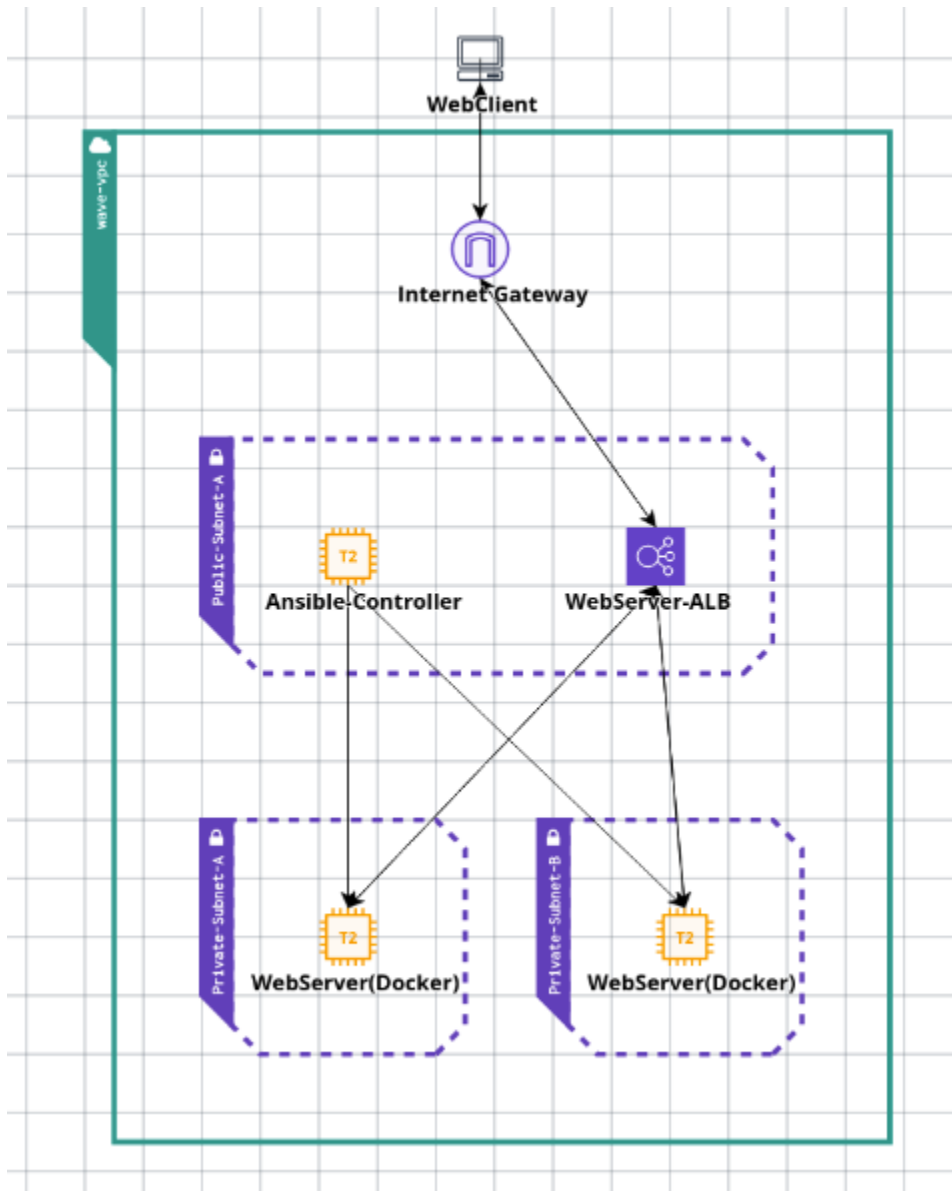 WebClient
wave-vpc
Internet Gateway
Public-Subnet-A
T2
Ansible-Controller
WebServer-ALB
Private-Subnet-A
T2
WebServer(Docker)
Private-Subnet-B
T2
WebServer(Docker)